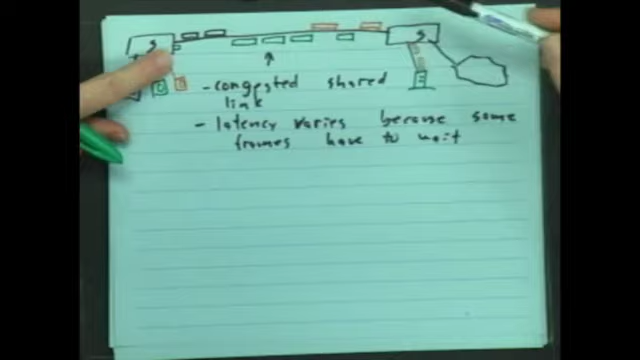 S
S
- congested shared
link
- latency varies because some
frames have to wait